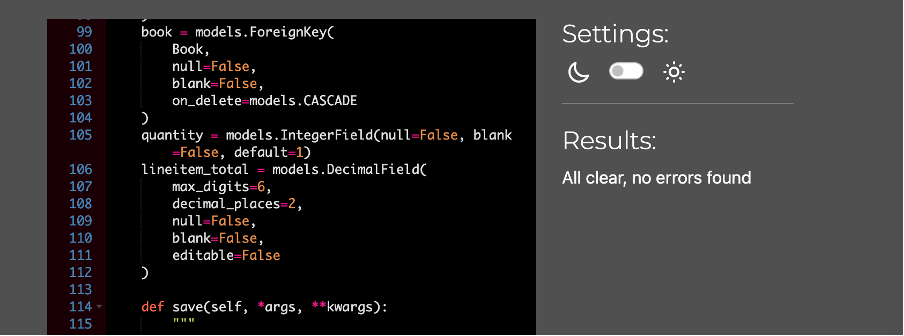 99 book = models.ForeignKey(
100 Book,
101 null=False,
102 blank=False,
103 on_delete=models.CASCADE
104 )
105 quantity = models.IntegerField(null=False, blank
=False, default=1)
106 lineitem_total = models.DecimalField(
107 max_digits=6,
108 decimal_places=2,
109 null=False,
110 blank=False,
111 editable=False
112 )
113
114 def save(self, *args, **kwargs):
115 """
Settings:
Results:
All clear, no errors found